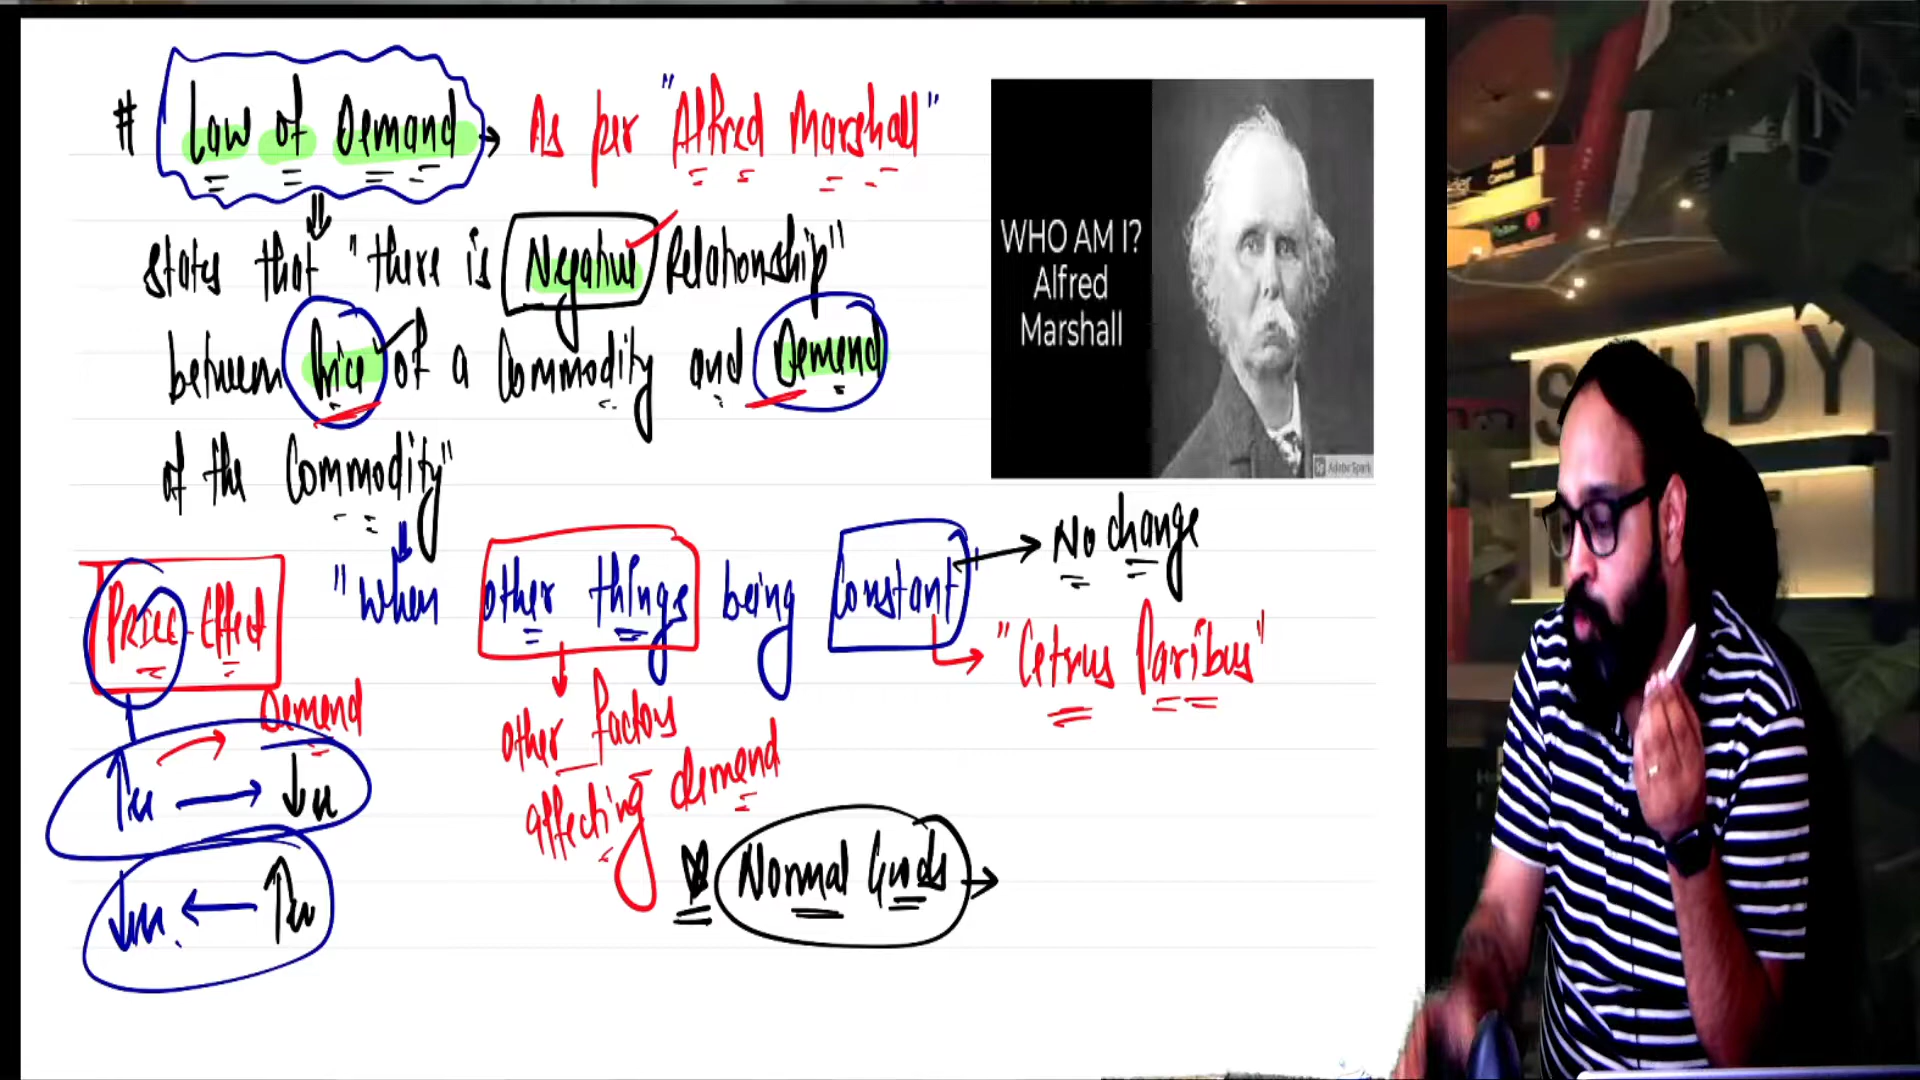 # Law of Demand → As per "Alfred Marshall"
states that "there is Negative Relationship"
between Price of a Commodity and Demand
of the Commodity"
"when other things being Constant" → No change
"Cetrus Paribus"
PRICE Effect
Demand
other factors
affecting demand
Normal Goods →
WHO AM I?
Alfred
Marshall
Adobe Spark
STUDY